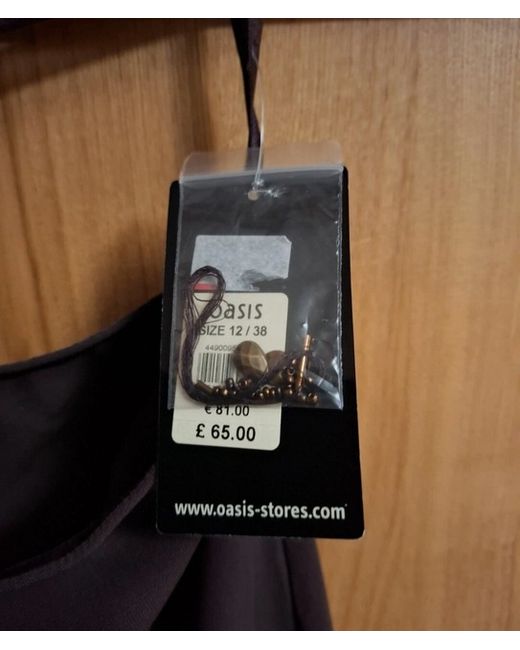 oasis
SIZE 12 / 38
€ 81.00
£ 65.00
www.oasis-stores.com